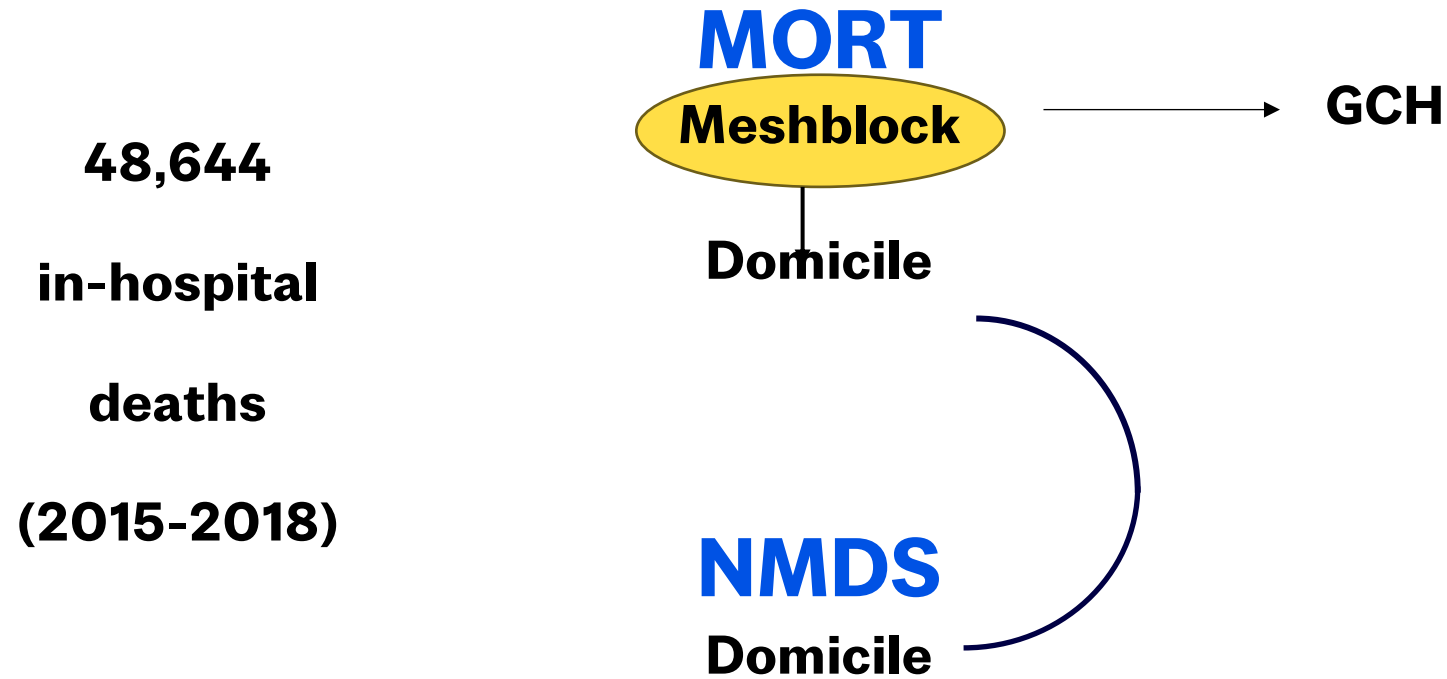 48,644
in-hospital
deaths
(2015-2018)
MORT
Meshblock
GCH
Domicile
NMDS
Domicile